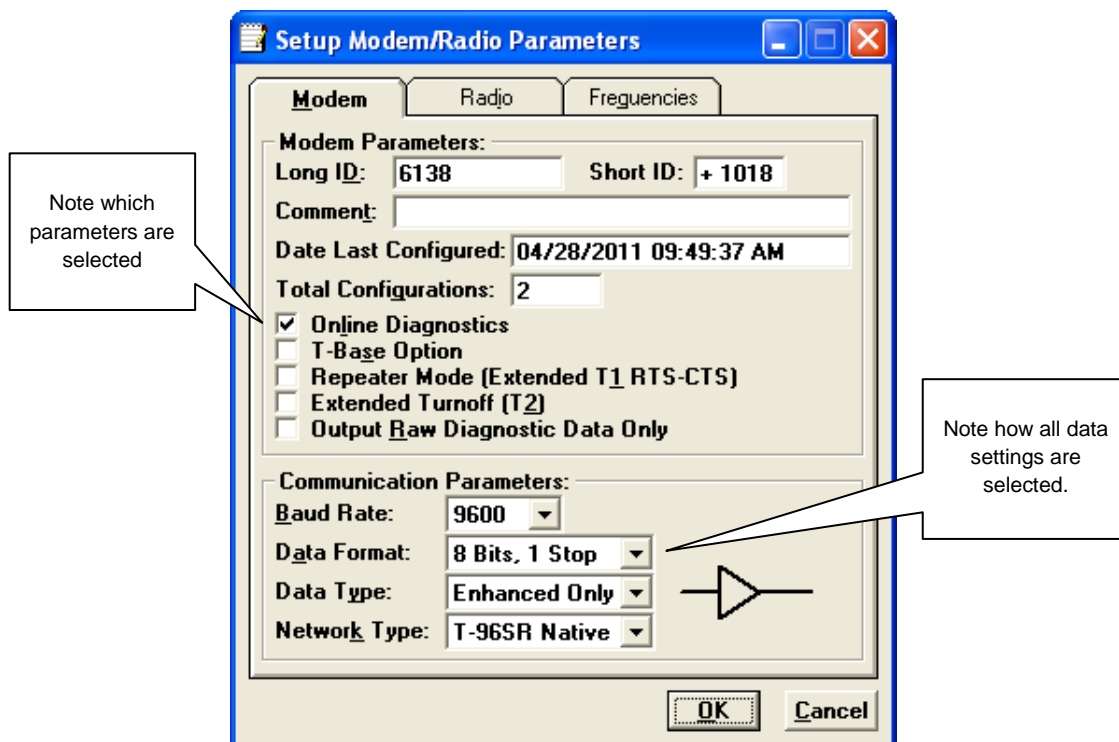 Setup Modem/Radio Parameters
Modem
Radio
Freguencies
Modem Parameters:
Long ID: 6138 Short ID: + 1018
Comment:
Date Last Configured: 04/28/2011 09:49:37 AM
Total Configurations: 2
Online Diagnostics
T-Base Option
Repeater Mode (Extended T1 RTS-CTS)
Extended Turnoff (T2)
Output Raw Diagnostic Data Only
Communication Parameters:
Baud Rate: 9600
Data Format: 8 Bits, 1 Stop
Data Type: Enhanced Only
Network Type: T-96SR Native
OK
Cancel
Note which
parameters are
selected
Note how all data
settings are
selected.